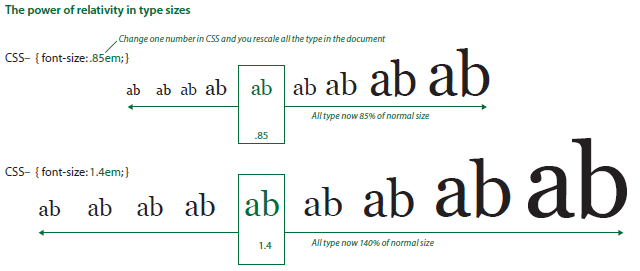 The power of relativity in type sizes
Change one number in CSS and you rescale all the type in the document
CSS– { font-size: .85em; }
ab ab ab ab ab ab ab ab ab
All type now 85% of normal size
.85
CSS– { font-size: 1.4em; }
ab ab ab ab ab ab ab ab ab
All type now 140% of normal size
1.4